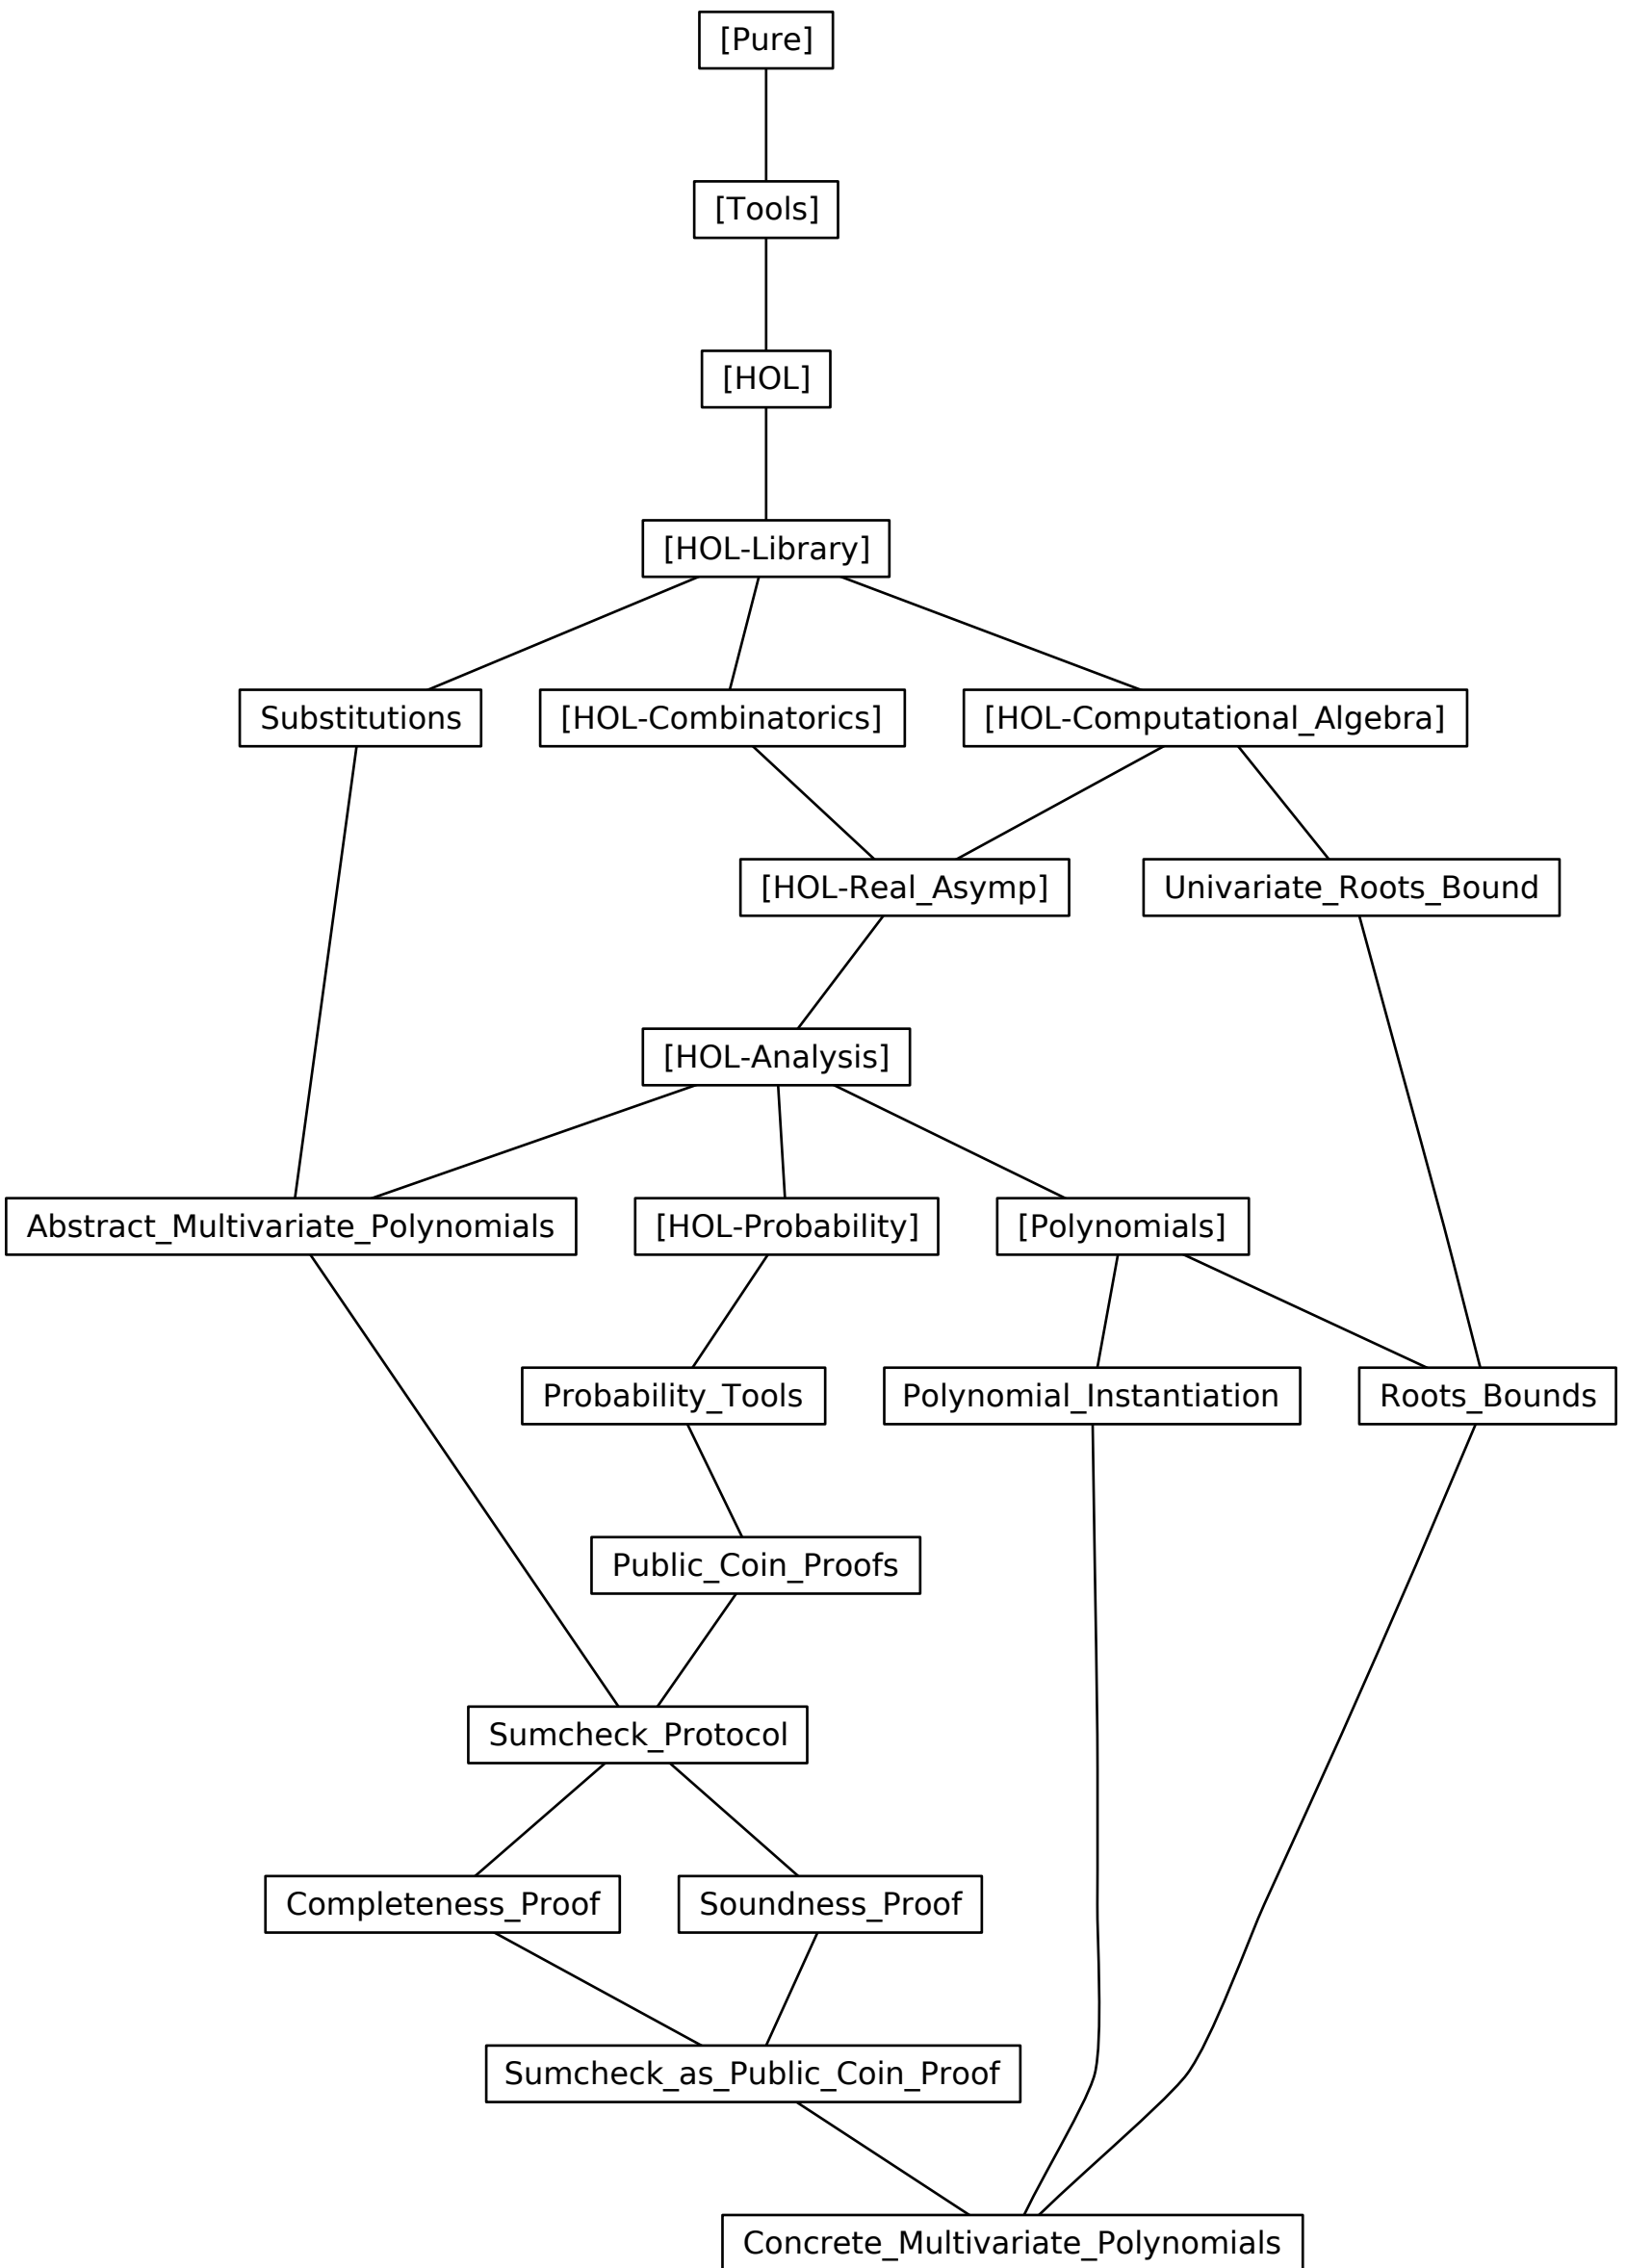 [Pure]
[Tools]
[HOL]
[HOL-Library]
Substitutions
[HOL-Combinatorics]
[HOL-Computational_Algebra]
[HOL-Real_Asymp]
Univariate_Roots_Bound
[HOL-Analysis]
Abstract_Multivariate_Polynomials
[HOL-Probability]
[Polynomials]
Probability_Tools
Polynomial_Instantiation
Roots_Bounds
Public_Coin_Proofs
Sumcheck_Protocol
Completeness_Proof
Soundness_Proof
Sumcheck_as_Public_Coin_Proof
Concrete_Multivariate_Polynomials